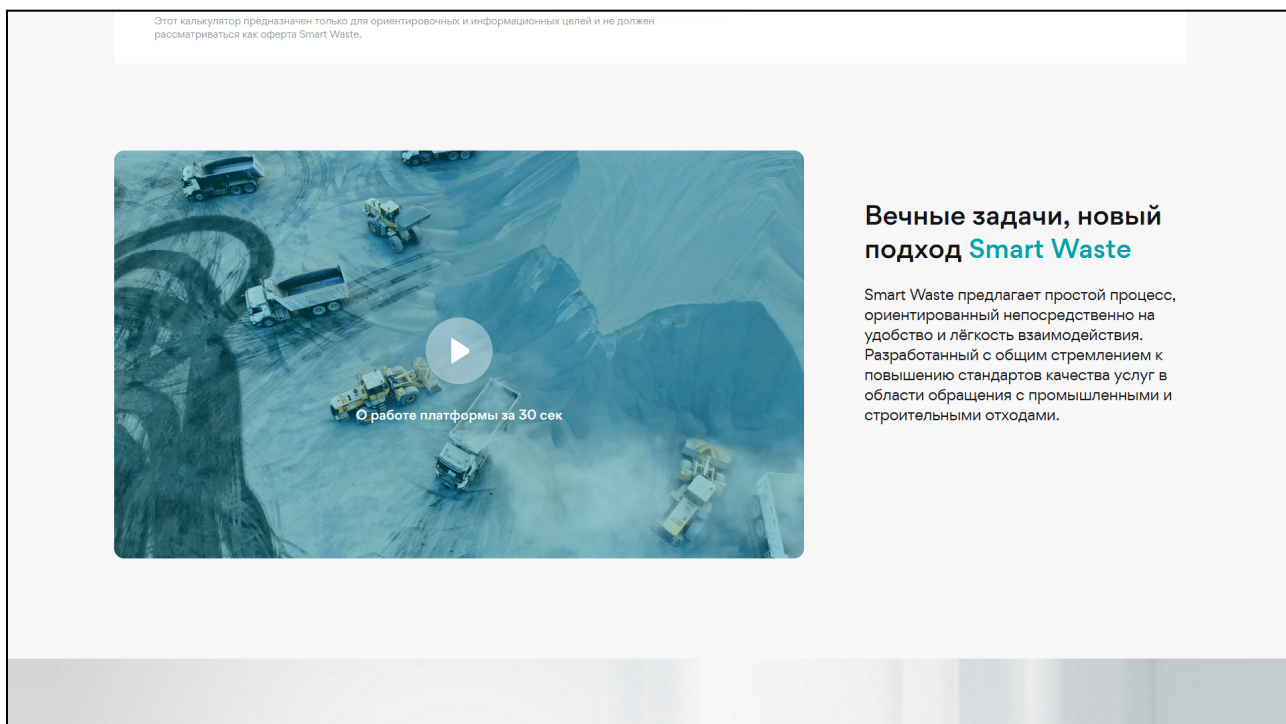 Этот калькулятор предназначен только для ориентировочных и информационных целей и не должен
рассматриваться как оферта Smart Waste.
О работе платформы за 30 сек
Вечные задачи, новый
подход Smart Waste
Smart Waste предлагает простой процесс,
ориентированный непосредственно на
удобство и лёгкость взаимодействия.
Разработанный с общим стремлением к
повышению стандартов качества услуг в
области обращения с промышленными и
строительными отходами.